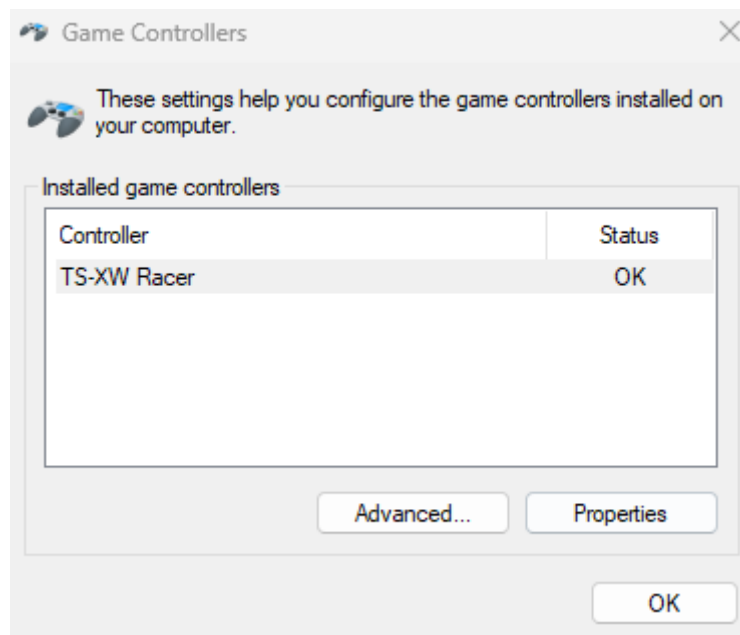 Game Controllers
These settings help you configure the game controllers installed on
your computer.
Installed game controllers
Controller Status
TS-XW Racer OK
Advanced... Properties
OK